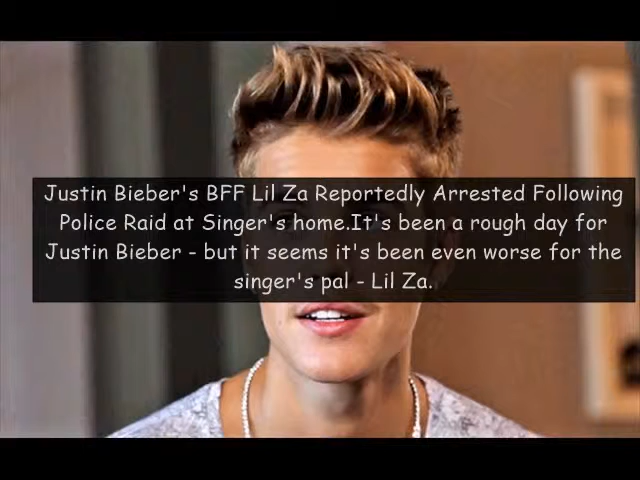 Justin Bieber's BFF Lil Za Reportedly Arrested Following
Police Raid at Singer's home.It's been a rough day for
Justin Bieber - but it seems it's been even worse for the
singer's pal - Lil Za.